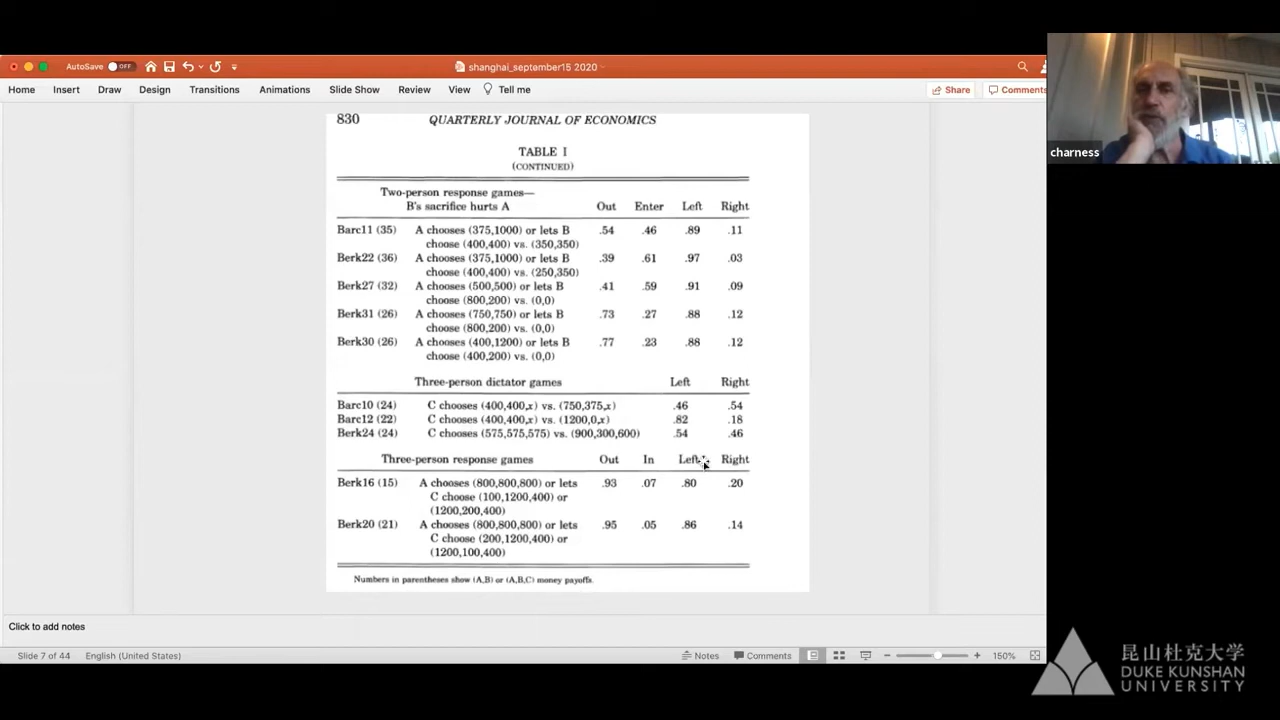 AutoSave OFF
shanghai_september15 2020
Home Insert Draw Design Transitions Animations Slide Show Review View Tell me Share Comments
830 QUARTERLY JOURNAL OF ECONOMICS
TABLE I
(CONTINUED)
Two-person response games—
B's sacrifice hurts A Out Enter Left Right
Barc11 (35) A chooses (375,1000) or lets B .54 .46 .89 .11
choose (400,400) vs. (350,350)
Berk22 (36) A chooses (375,1000) or lets B .39 .61 .97 .03
choose (400,400) vs. (250,350)
Berk27 (32) A chooses (500,500) or lets B .41 .59 .91 .09
choose (800,200) vs. (0,0)
Berk31 (26) A chooses (750,750) or lets B .73 .27 .88 .12
choose (800,200) vs. (0,0)
Berk30 (26) A chooses (400,1200) or lets B .77 .23 .88 .12
choose (400,200) vs. (0,0)
Three-person dictator games Left Right
Barc10 (24) C chooses (400,400,x) vs. (750,375,x) .46 .54
Barc12 (22) C chooses (400,400,x) vs. (1200,0,x) .82 .18
Berk24 (24) C chooses (575,575,575) vs. (900,300,600) .54 .46
Three-person response games Out In Left Right
Berk16 (15) A chooses (800,800,800) or lets .93 .07 .80 .20
C choose (100,1200,400) or
(1200,200,400)
Berk20 (21) A chooses (800,800,800) or lets .95 .05 .86 .14
C choose (200,1200,400) or
(1200,100,400)
Numbers in parentheses show (A,B) or (A,B,C) money payoffs.
Click to add notes
Slide 7 of 44 English (United States) Notes Comments 150%
charness
昆山杜克大学
DUKE KUNSHAN
UNIVERSITY